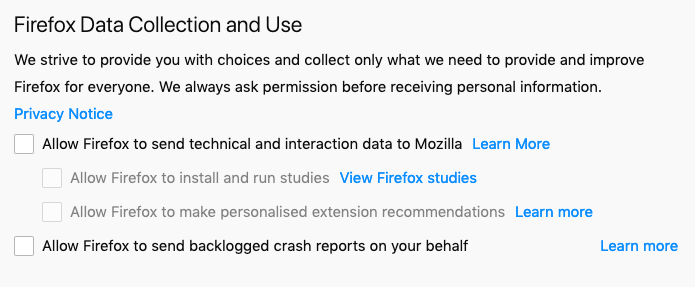 Firefox Data Collection and Use
We strive to provide you with choices and collect only what we need to provide and improve
Firefox for everyone. We always ask permission before receiving personal information.
Privacy Notice
Allow Firefox to send technical and interaction data to Mozilla Learn More
Allow Firefox to install and run studies View Firefox studies
Allow Firefox to make personalised extension recommendations Learn more
Allow Firefox to send backlogged crash reports on your behalf Learn more